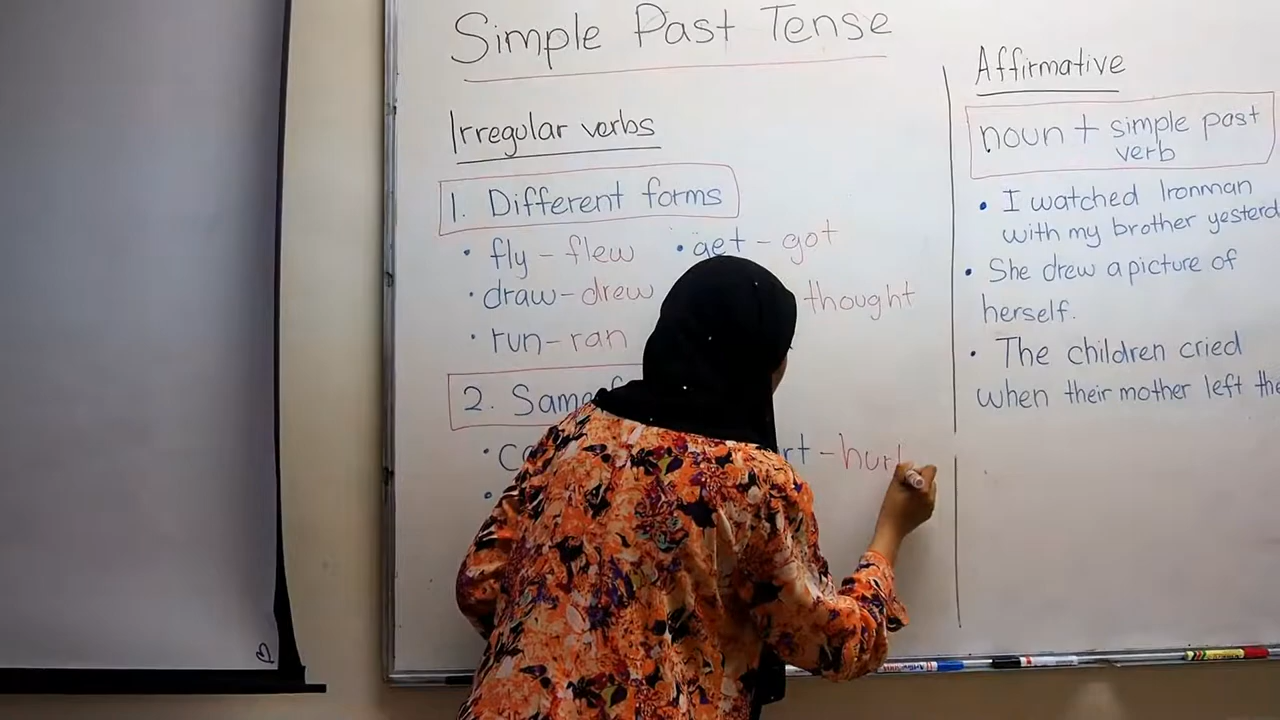 Simple Past Tense
Irregular verbs
1. Different forms
• fly – flew • get – got
• draw – drew thought
• run – ran
2. Same
– hurt
Affirmative
noun + simple past
verb
• I watched Ironman
with my brother
• She drew a picture of
herself.
• The children cried
when their mother left the